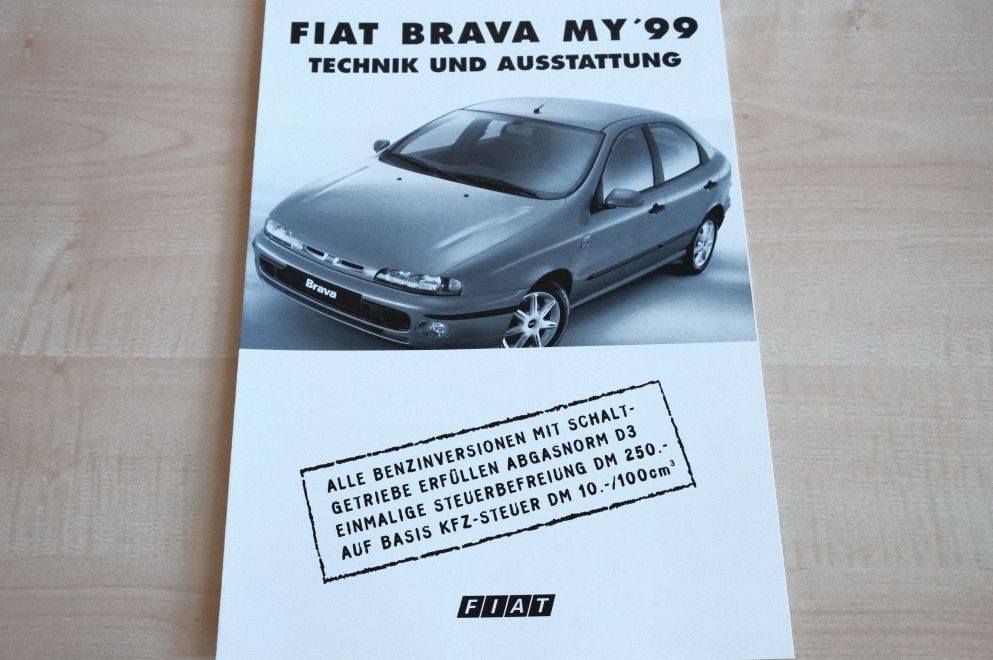 FIAT BRAVA MY´99
TECHNIK UND AUSSTATTUNG
Brava
ALLE BENZINVERSIONEN MIT SCHALT-
GETRIEBE ERFÜLLEN ABGASNORM D3
EINMALIGE STEUERBEFREIUNG DM 250.-
AUF BASIS KFZ-STEUER DM 10.-/100cm³
FIAT